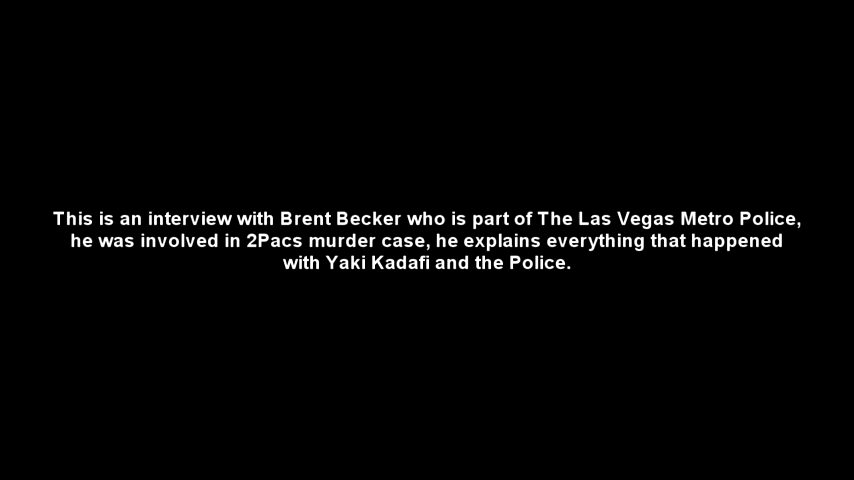 This is an interview with Brent Becker who is part of The Las Vegas Metro Police,
he was involved in 2Pacs murder case, he explains everything that happened
with Yaki Kadafi and the Police.